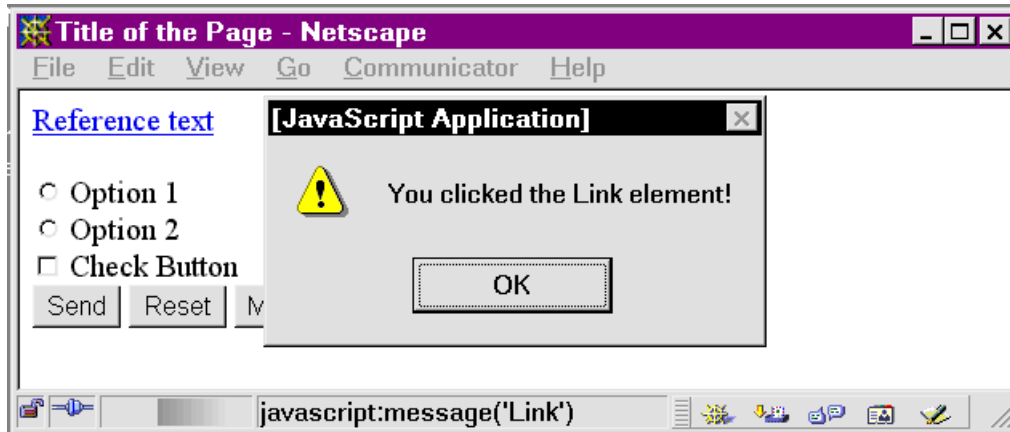 Title of the Page - Netscape
File Edit View Go Communicator Help
Reference text
[JavaScript Application]
You clicked the Link element!
OK
Option 1
Option 2
Check Button
Send Reset M
javascript:message('Link')